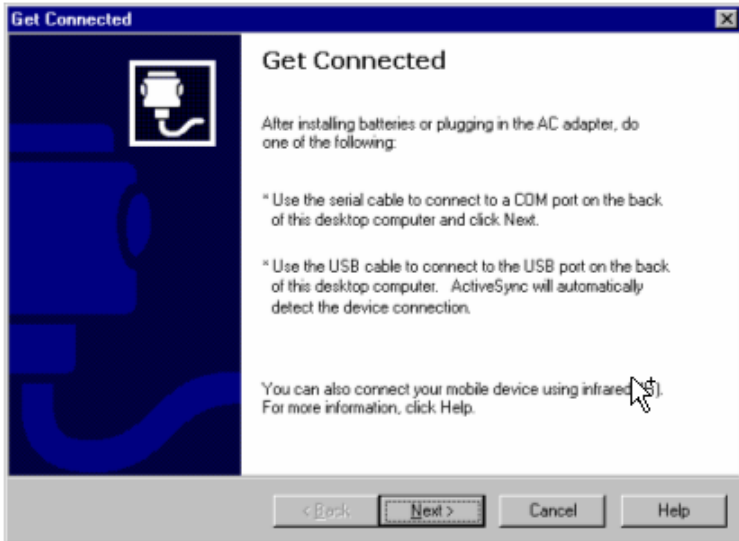 Get Connected
Get Connected
After installing batteries or plugging in the AC adapter, do
one of the following:
* Use the serial cable to connect to a COM port on the back
of this desktop computer and click Next.
* Use the USB cable to connect to the USB port on the back
of this desktop computer. ActiveSync will automatically
detect the device connection.
You can also connect your mobile device using infrared
For more information, click Help.
< Back Next > Cancel Help